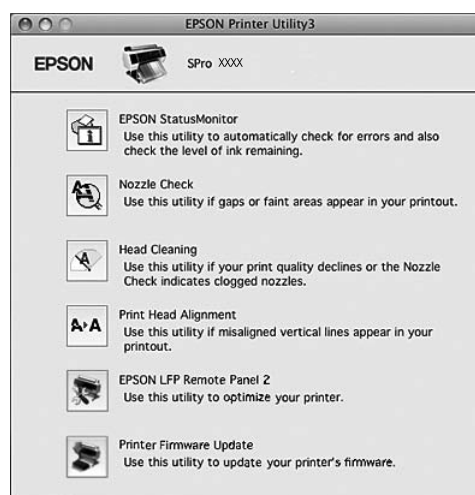 EPSON Printer Utility3
EPSON
SPro XXXX
EPSON StatusMonitor
Use this utility to automatically check for errors and also
check the level of ink remaining.
Nozzle Check
Use this utility if gaps or faint areas appear in your printout.
Head Cleaning
Use this utility if your print quality declines or the Nozzle
Check indicates clogged nozzles.
Print Head Alignment
Use this utility if misaligned vertical lines appear in your
printout.
EPSON LFP Remote Panel 2
Use this utility to optimize your printer.
Printer Firmware Update
Use this utility to update your printer's firmware.